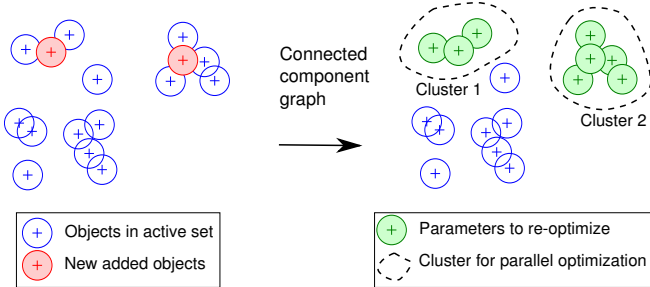 Connected
component
graph
Cluster 1
Cluster 2
Objects in active set
New added objects
Parameters to re-optimize
Cluster for parallel optimization